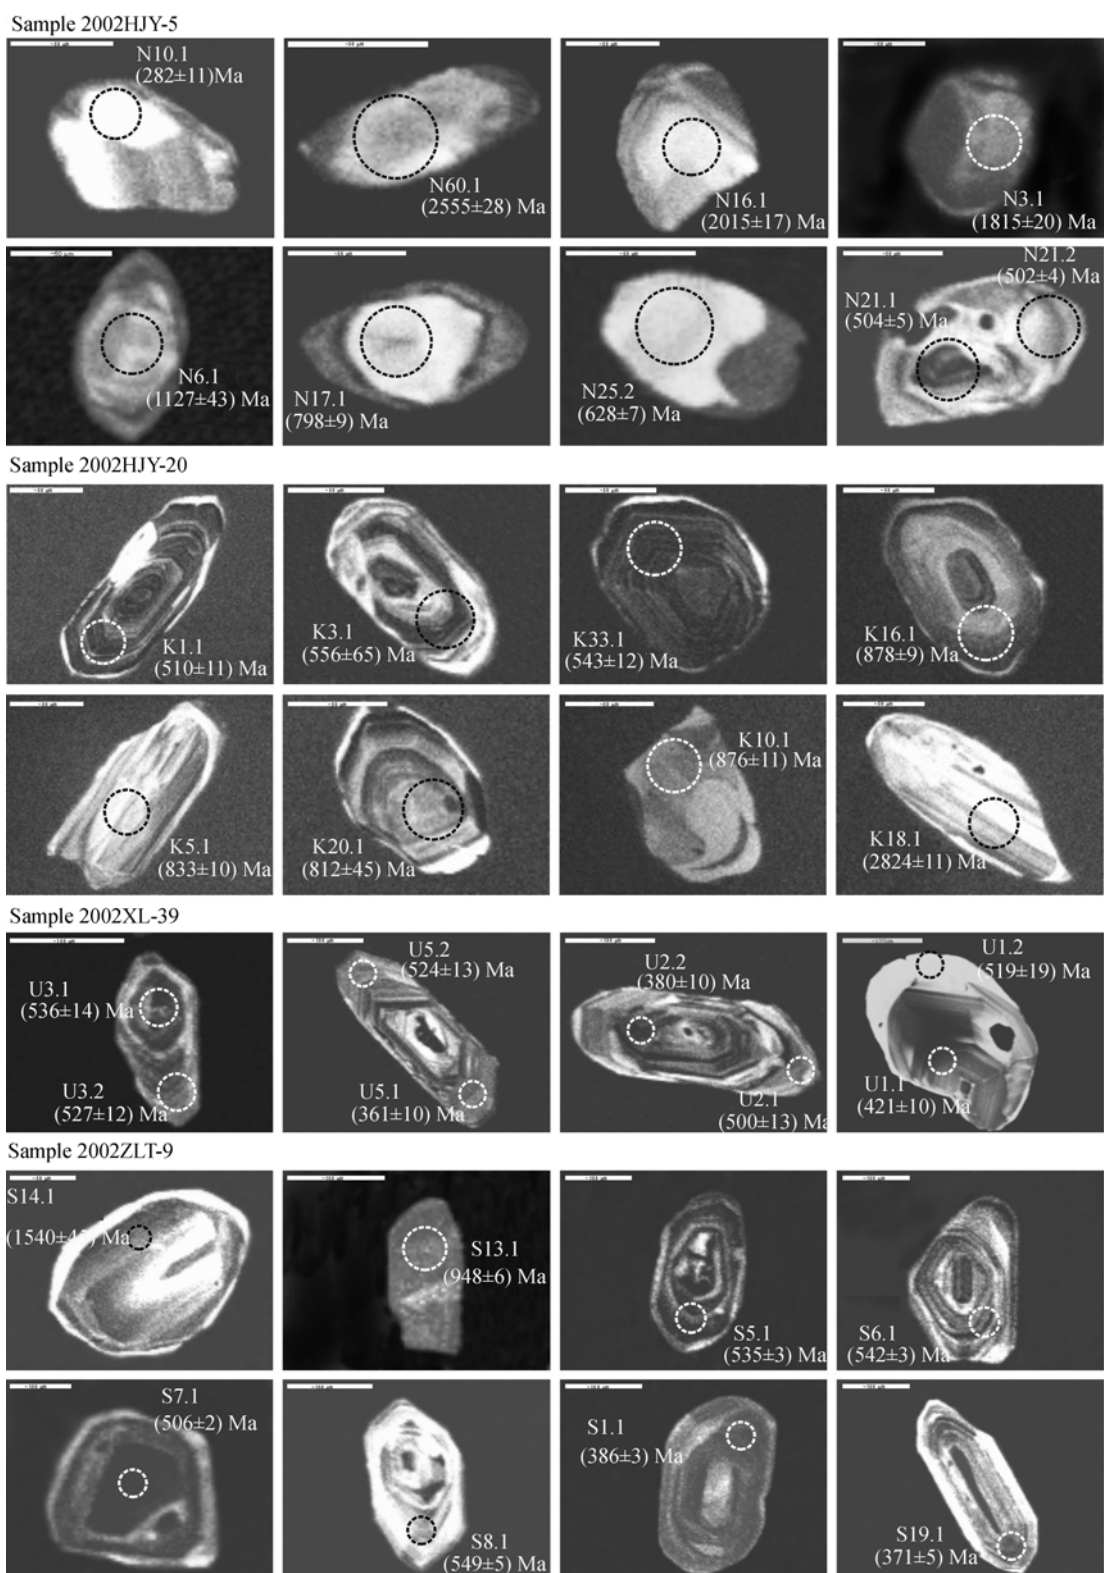 Sample 2002HJY-5
N10.1
(282±11)Ma
N60.1
(2555±28) Ma
N16.1
(2015±17) Ma
N3.1
(1815±20) Ma
N6.1
(1127±43) Ma
N17.1
(798±9) Ma
N25.2
(628±7) Ma
N21.2
(502±4) Ma
N21.1
(504±5) Ma
Sample 2002HJY-20
K1.1
(510±11) Ma
K3.1
(556±65) Ma
K33.1
(543±12) Ma
K16.1
(878±9) Ma
K5.1
(833±10) Ma
K20.1
(812±45) Ma
K10.1
(876±11) Ma
K18.1
(2824±11) Ma
Sample 2002XL-39
U3.1
(536±14) Ma
U3.2
(527±12) Ma
U5.2
(524±13) Ma
U5.1
(361±10) Ma
U2.2
(380±10) Ma
U2.1
(500±13) Ma
U1.2
(519±19) Ma
U1.1
(421±10) Ma
Sample 2002ZLT-9
S14.1
Ma
S13.1
(948±6) Ma
S5.1
(535±3) Ma
S6.1
(542±3) Ma
S7.1
(506±2) Ma
S8.1
(549±5) Ma
S1.1
(386±3) Ma
S19.1
(371±5) Ma